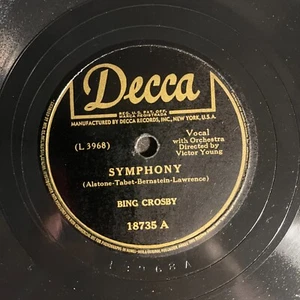 Decca
REG. U.S. PAT. OFF.
MARCA REGISTRADA
MANUFACTURED BY DECCA RECORDS, INC., NEW YORK, U.S.A.
(L 3968)
Vocal
with Orchestra
Directed by
Victor Young
SYMPHONY
(Alstone-Tabet-Bernstein-Lawrence)
BING CROSBY
18735 A